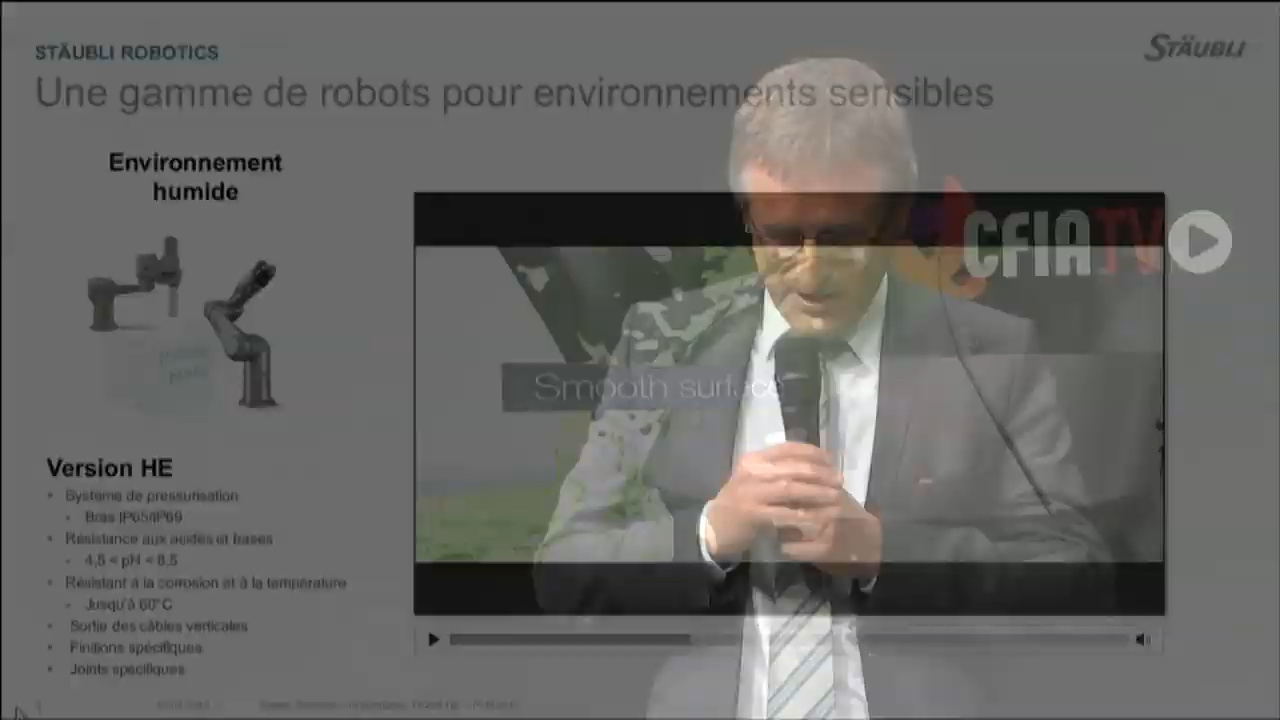 STÄUBLI ROBOTICS
STÄUBLI
Une gamme de robots pour environnements sensibles
Environnement
humide
CFIA TV
Smooth surface
Version HE
• Système de pressurisation
- Bras IP65/IP69
• Résistance aux acides et bases
- 4,5 < pH < 8,5
• Résistant à la corrosion et à la température
- Jusqu'à 60°C
• Sortie des câbles verticales
• Finitions spécifiques
• Joints spécifiques